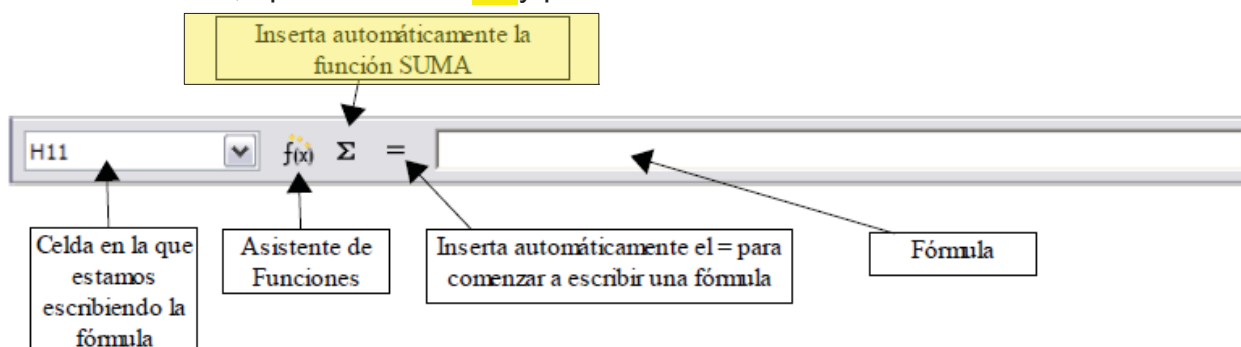 Inserta automáticamente la
función SUMA
H11
f(x) Σ =
Celda en la que
estamos
escribiendo la
fórmula
Asistente de
Funciones
Inserta automáticamente el = para
comenzar a escribir una fórmula
Fórmula